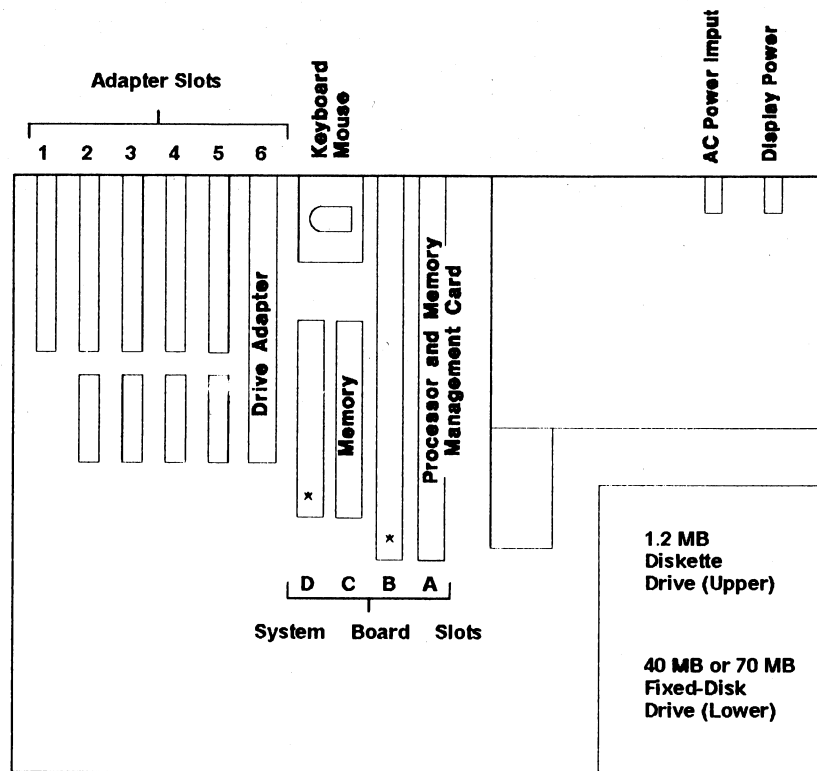 Adapter Slots
1 2 3 4 5 6
Keyboard
Mouse
AC Power Imput
Display Power
Drive Adapter
Memory
Processor and Memory
Management Card
*
*
D C B A
System Board Slots
1.2 MB
Diskette
Drive (Upper)
40 MB or 70 MB
Fixed-Disk
Drive (Lower)